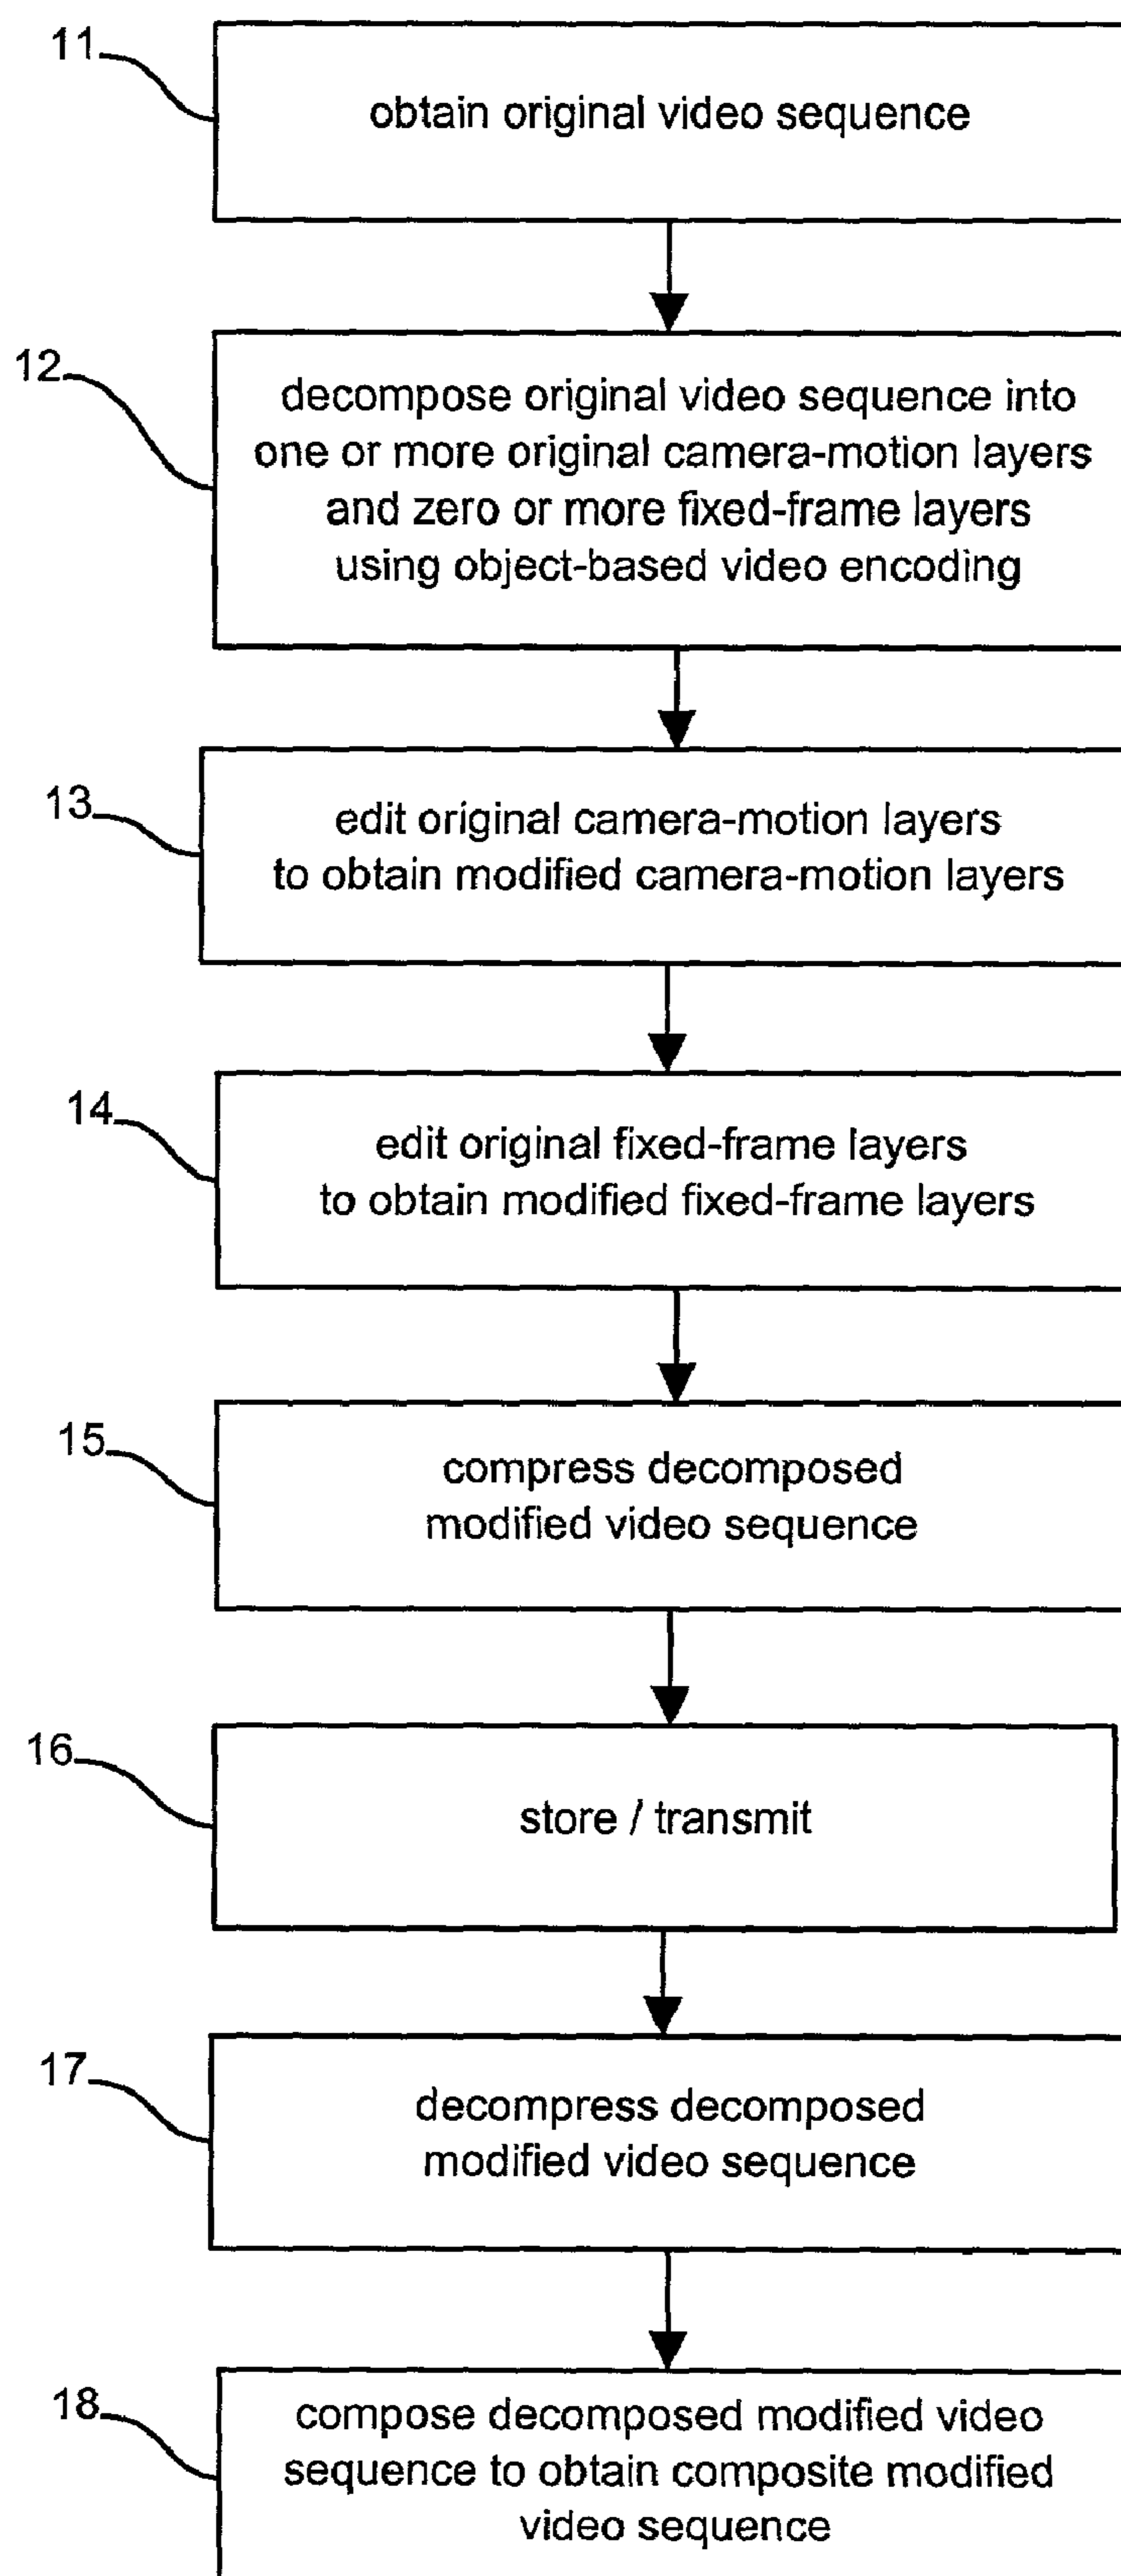 11
obtain original video sequence
12
decompose original video sequence into
one or more original camera-motion layers
and zero or more fixed-frame layers
using object-based video encoding
13
edit original camera-motion layers
to obtain modified camera-motion layers
14
edit original fixed-frame layers
to obtain modified fixed-frame layers
15
compress decomposed
modified video sequence
16
store / transmit
17
decompress decomposed
modified video sequence
18
compose decomposed modified video
sequence to obtain composite modified
video sequence